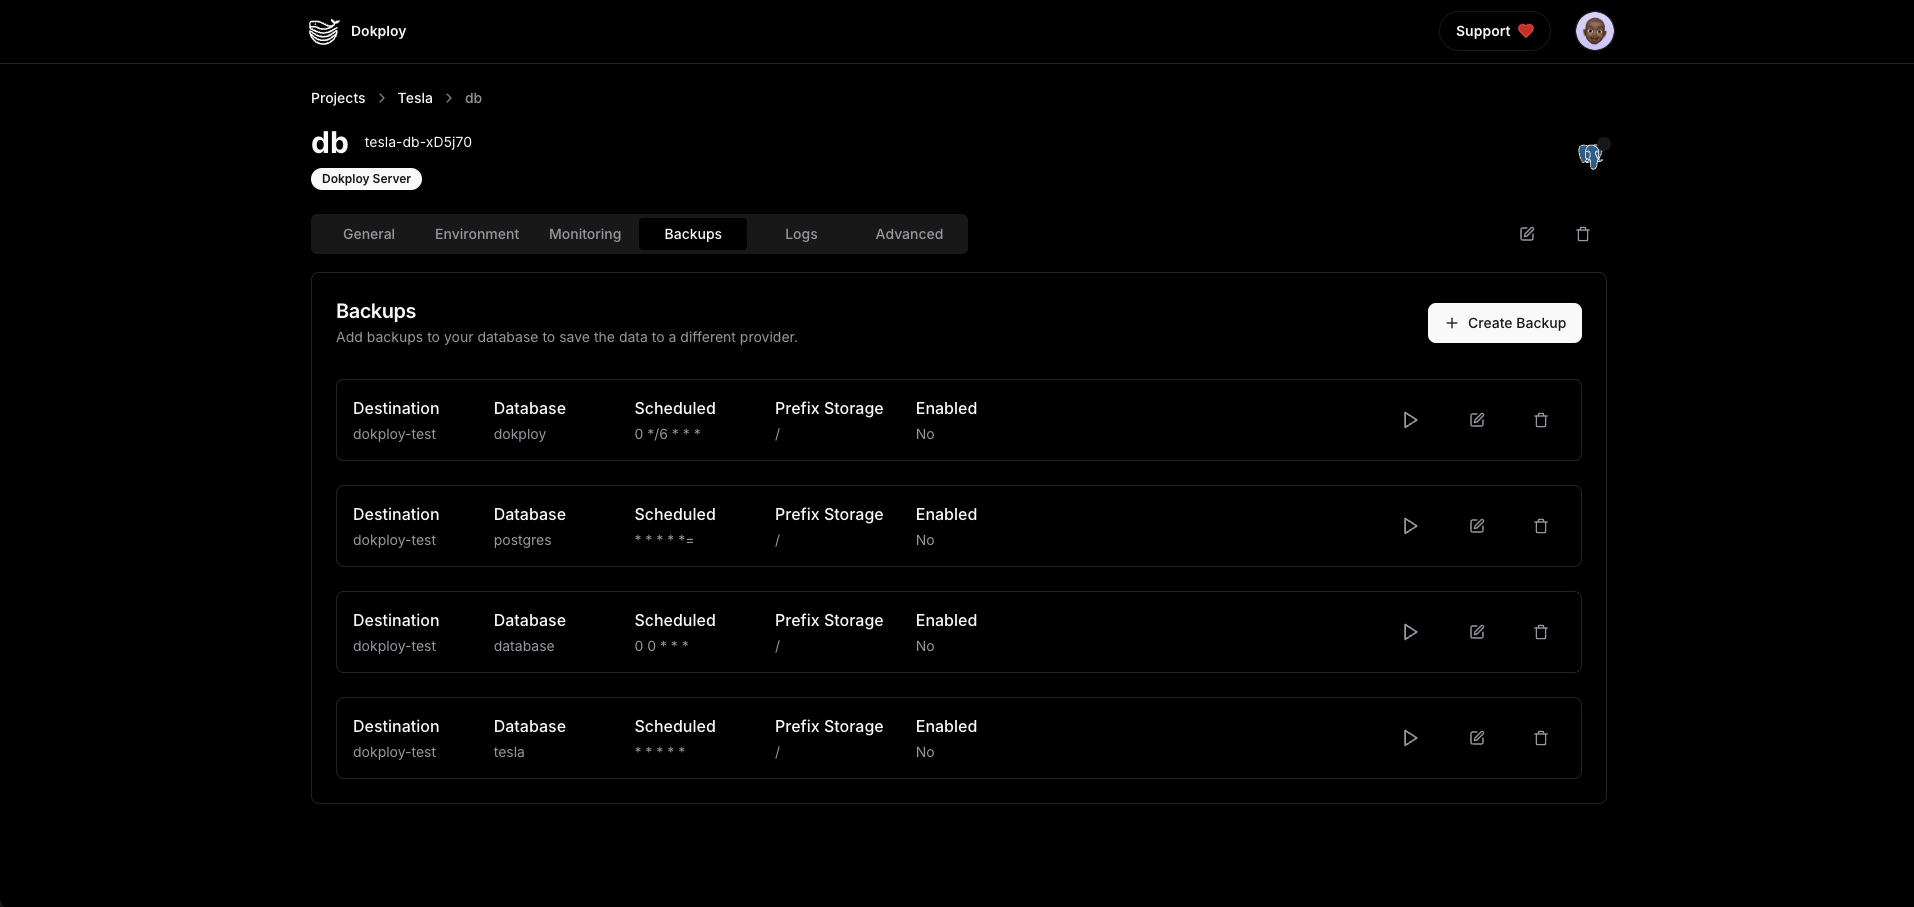 Dokploy
Support
Projects > Tesla > db
db tesla-db-xD5j70
Dokploy Server
General Environment Monitoring Backups Logs Advanced
Backups
Add backups to your database to save the data to a different provider.
+ Create Backup
Destination Database Scheduled Prefix Storage Enabled
dokploy-test dokploy 0 */6 * * * / No
Destination Database Scheduled Prefix Storage Enabled
dokploy-test postgres * * * * *= / No
Destination Database Scheduled Prefix Storage Enabled
dokploy-test database 0 0 * * * / No
Destination Database Scheduled Prefix Storage Enabled
dokploy-test tesla * * * * * / No